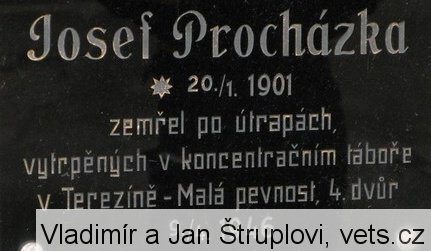 Josef Procházka
20./1. 1901
zemřel po útrapách,
vytrpěných v koncentračním táboře
v Terezíně - Malá pevnost, 4. dvůr
Vladimír a Jan Štruplovi, vets.cz